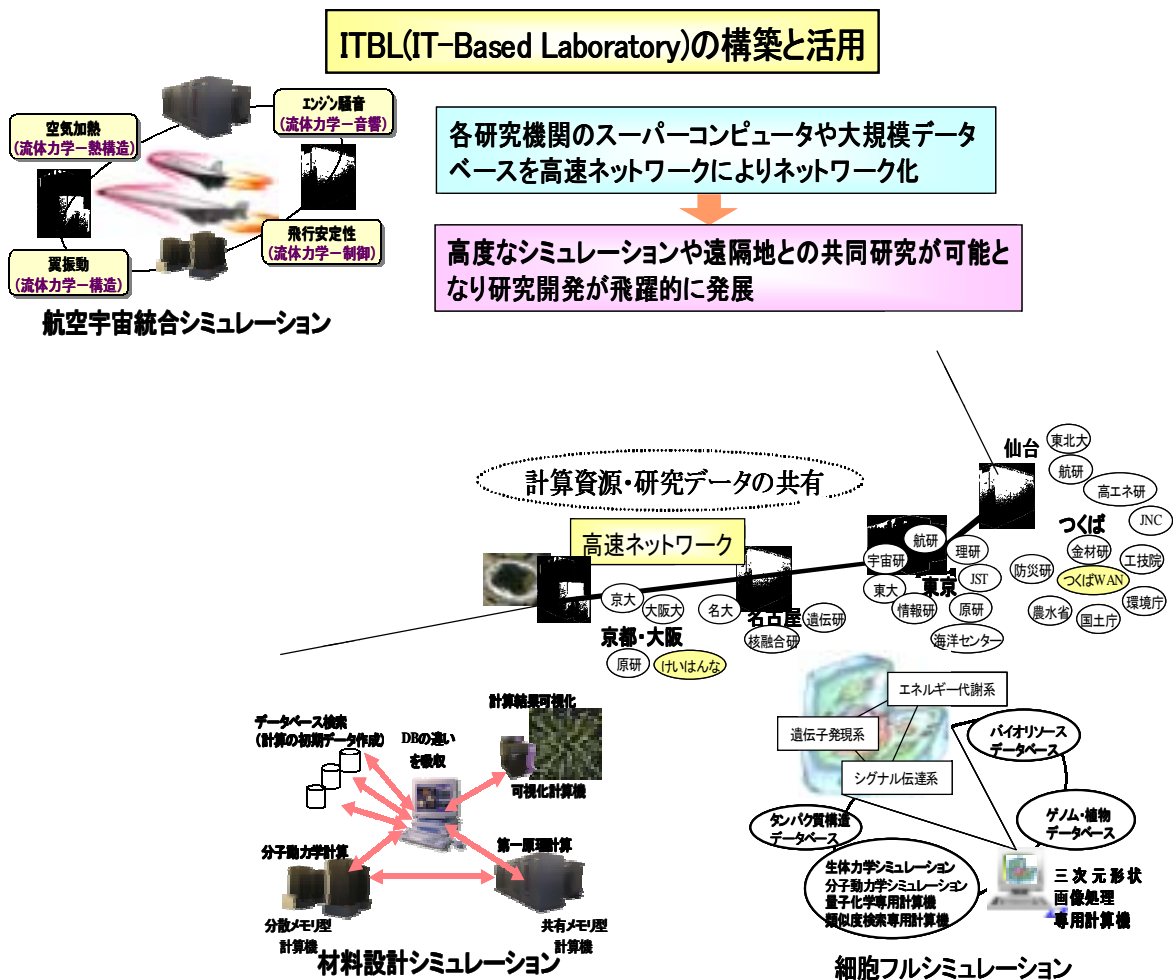 ITBL(IT-Based Laboratory)の構築と活用
エンジン騒音
(流体力学ー音響)
空気加熱
(流体力学ー熱構造)
飛行安定性
(流体力学ー制御)
翼振動
(流体力学ー構造)
航空宇宙統合シミュレーション
各研究機関のスーパーコンピュータや大規模データ
ベースを高速ネットワークによりネットワーク化
高度なシミュレーションや遠隔地との共同研究が可能と
なり研究開発が飛躍的に発展
計算資源・研究データの共有
高速ネットワーク
仙台
東北大
航研
高エネ研
JNC
つくば
金材研
工技院
防災研
つくばWAN
環境庁
農水省
国土庁
航研
宇宙研
理研
東大
東京
JST
情報研
原研
海洋センター
京大
大阪大
京都・大阪
原研
けいはんな
名大
名古屋
遺伝研
核融合研
データベース検索
(計算の初期データ作成)
DBの違い
を吸収
計算結果可視化
可視化計算機
分子動力学計算
第一原理計算
分散メモリ型
計算機
共有メモリ型
計算機
材料設計シミュレーション
エネルギー代謝系
遺伝子発現系
シグナル伝達系
バイオリソース
データベース
ゲノム・植物
データベース
タンパク質構造
データベース
生体力学シミュレーション
分子動力学シミュレーション
量子化学専用計算機
類似度検索専用計算機
三次元形状
画像処理
専用計算機
細胞フルシミュレーション